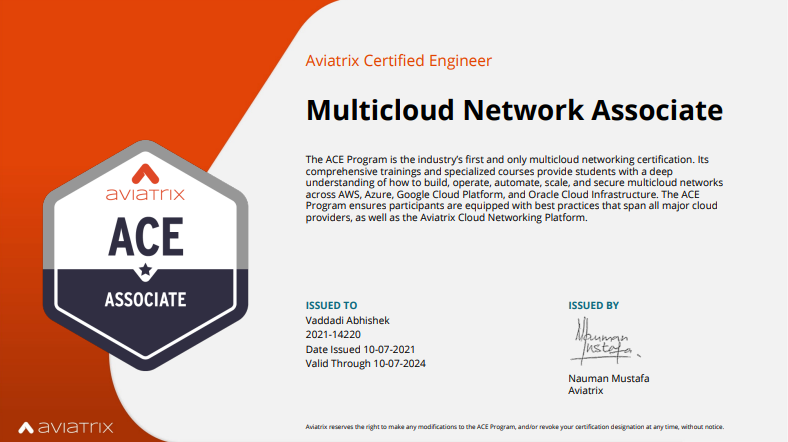 Aviatrix Certified Engineer
Multicloud Network Associate
The ACE Program is the industry's first and only multicloud networking certification. Its
comprehensive trainings and specialized courses provide students with a deep
understanding of how to build, operate, automate, scale, and secure multicloud networks
across AWS, Azure, Google Cloud Platform, and Oracle Cloud Infrastructure. The ACE
Program ensures participants are equipped with best practices that span all major cloud
providers, as well as the Aviatrix Cloud Networking Platform.
aviatrix
ACE
ASSOCIATE
ISSUED TO
Vaddadi Abhishek
2021-14220
Date Issued 10-07-2021
Valid Through 10-07-2024
ISSUED BY
Nauman
Mustafa
Nauman Mustafa
Aviatrix
aviatrix
Aviatrix reserves the right to make any modifications to the ACE Program, and/or revoke your certification designation at any time, without notice.